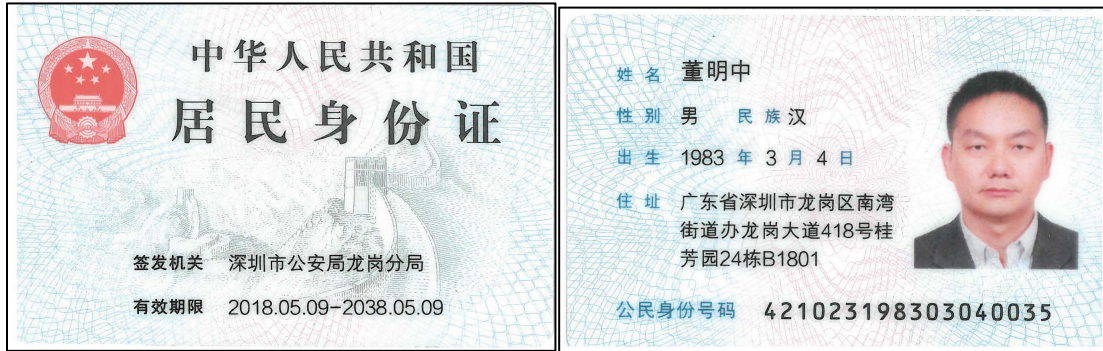 中华人民共和国
居民身份证
签发机关 深圳市公安局龙岗分局
有效期限 2018.05.09-2038.05.09
姓名 董明中
性别 男 民族 汉
出生 1983 年 3 月 4 日
住址 广东省深圳市龙岗区南湾
街道办龙岗大道418号桂
芳园24栋B1801
公民身份号码 421023198303040035